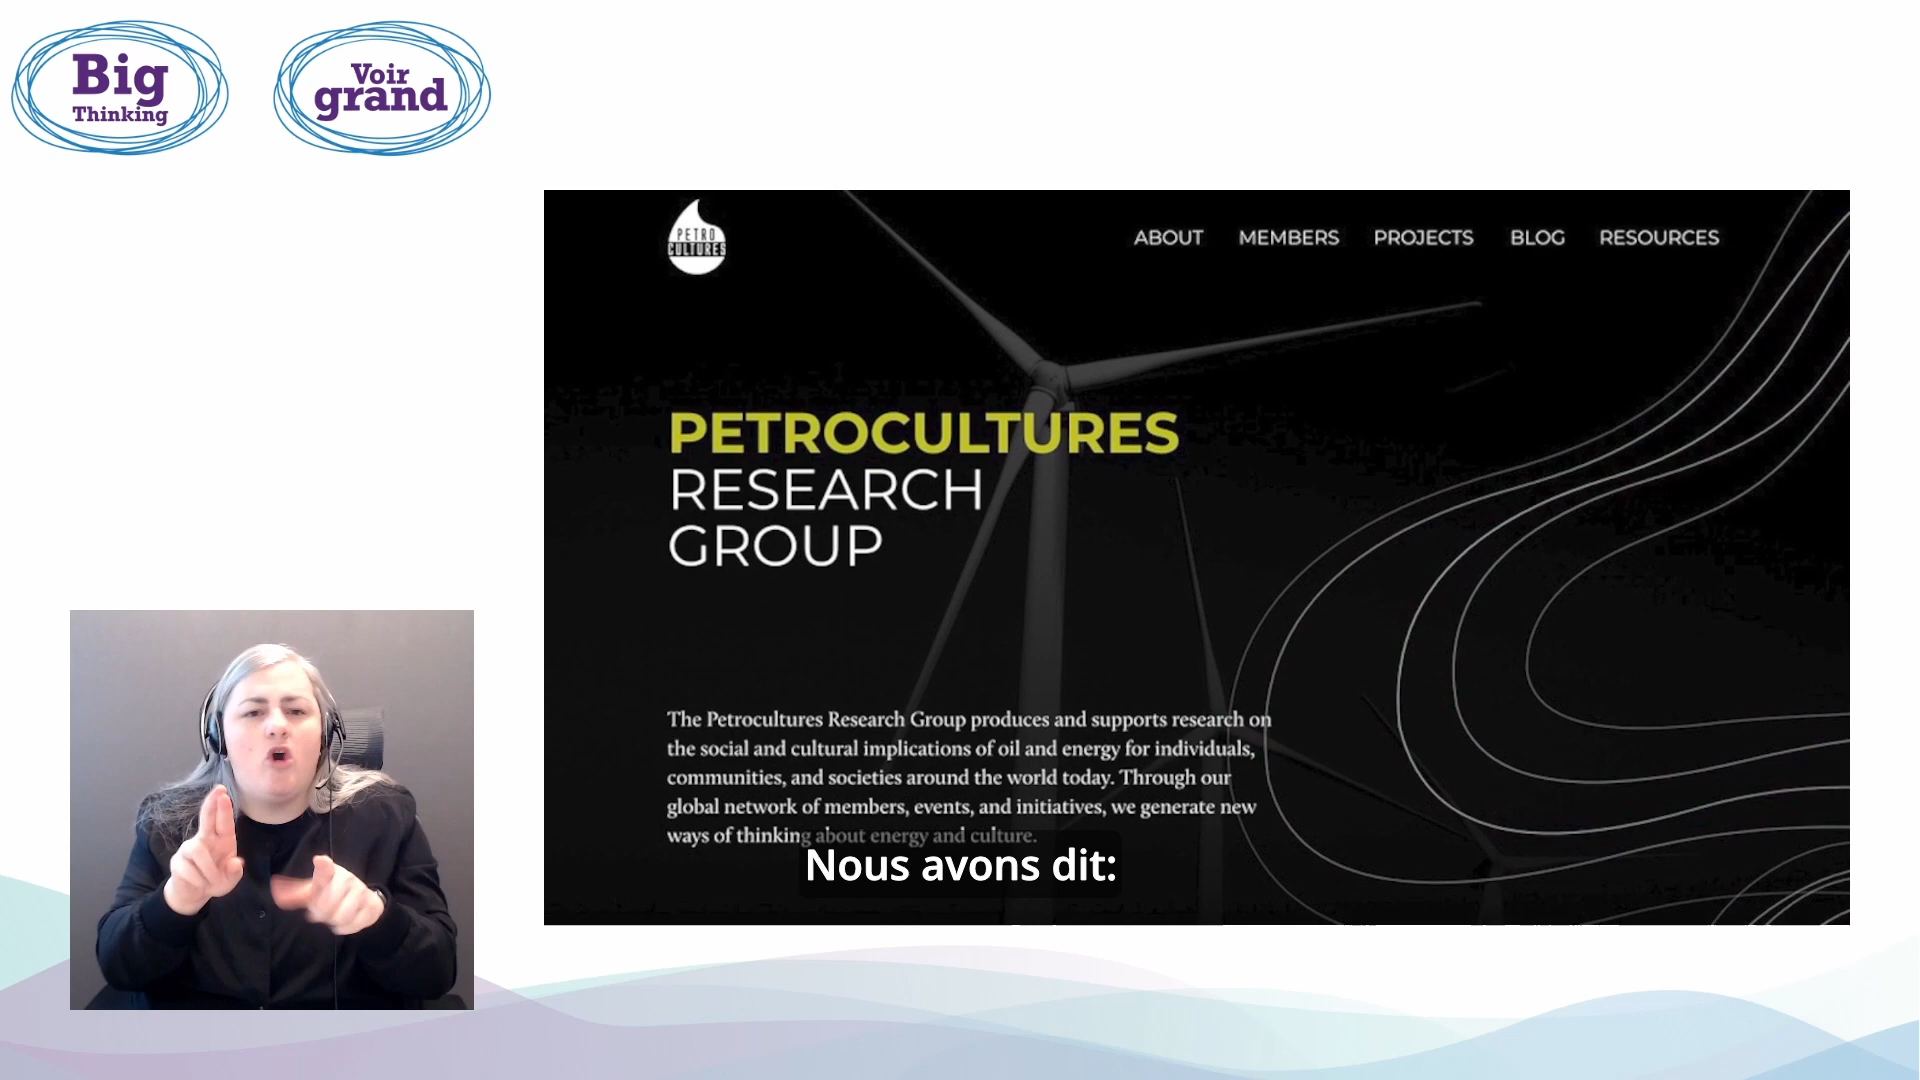 Big
Thinking
Voir
grand
PETRO
CULTURES
ABOUT MEMBERS PROJECTS BLOG RESOURCES
PETROCULTURES
RESEARCH
GROUP
The Petrocultures Research Group produces and supports research on
the social and cultural implications of oil and energy for individuals,
communities, and societies around the world today. Through our
global network of members, events, and initiatives, we generate new
ways of thinking about energy and culture.
Nous avons dit: